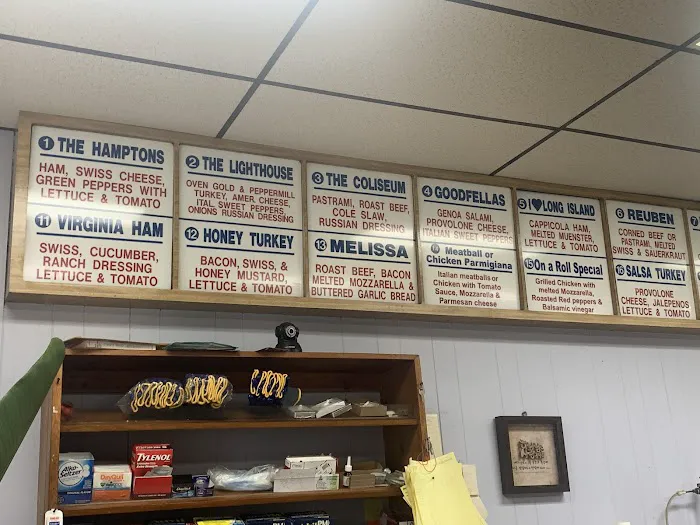 1 THE HAMPTONS
HAM, SWISS CHEESE,
GREEN PEPPERS WITH
LETTUCE & TOMATO
11 VIRGINIA HAM
SWISS, CUCUMBER,
RANCH DRESSING
LETTUCE & TOMATO
2 THE LIGHTHOUSE
OVEN GOLD & PEPPERMILL
TURKEY, AMER CHEESE,
ITAL SWEET PEPPERS,
ONIONS RUSSIAN DRESSING
12 HONEY TURKEY
BACON, SWISS, &
HONEY MUSTARD,
LETTUCE & TOMATO
3 THE COLISEUM
PASTRAMI, ROAST BEEF,
COLE SLAW,
RUSSIAN DRESSING
13 MELISSA
ROAST BEEF, BACON
MELTED MOZZARELLA &
BUTTERED GARLIC BREAD
4 GOODFELLAS
GENOA SALAMI,
PROVOLONE CHEESE,
ITALIAN SWEET PEPPERS
Meatball or
Chicken Parmigiana
Italian meatballs or
Chicken with Tomato
Sauce, Mozzarella &
Parmesan cheese
5 I ♥ LONG ISLAND
CAPPICOLA HAM,
MELTED MUENSTER,
LETTUCE & TOMATO
15 On a Roll Special
Grilled Chicken with
melted Mozzarella,
Roasted Red peppers &
Balsamic vinegar
6 REUBEN
CORNED BEEF OR
PASTRAMI, MELTED
SWISS & SAUERKRAUT
16 SALSA TURKEY
PROVOLONE
CHEESE, JALEPENOS
LETTUCE & TOMATO
Alka-
Seltzer
DayQuil
TYLENOL